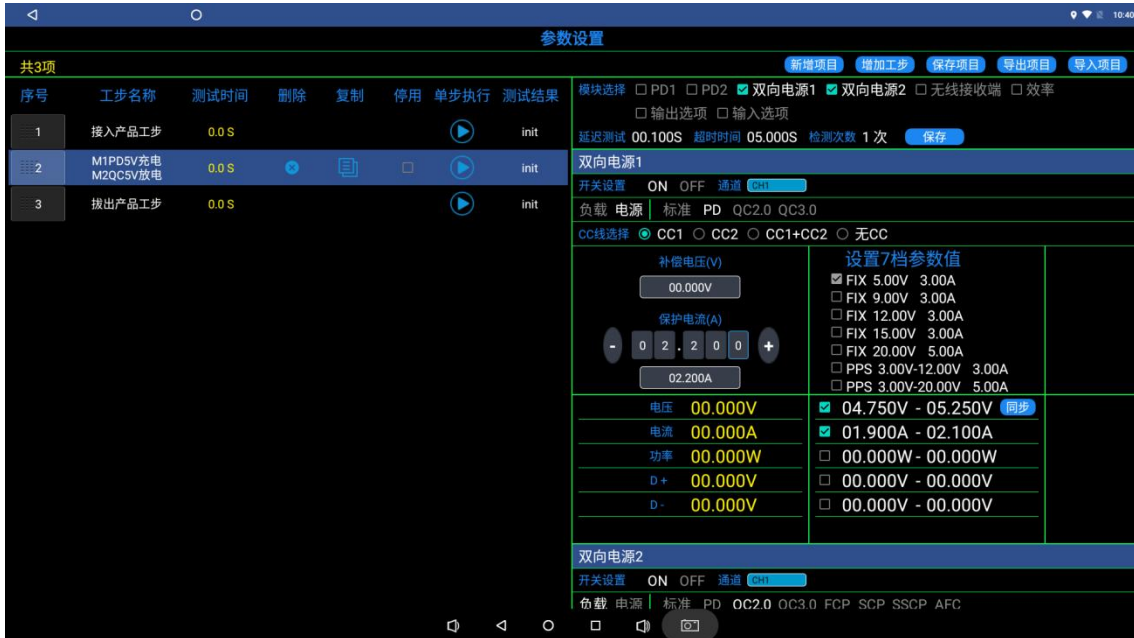 10:40
参数设置
共3项
新增项目 增加工步 保存项目 导出项目 导入项目
序号 工步名称 测试时间 删除 复制 停用 单步执行 测试结果
1 接入产品工步 0.0 S init
2 M1PD5V充电 0.0 S init
M2QC5V放电
3 拔出产品工步 0.0 S init
模块选择 PD1 PD2 双向电源1 双向电源2 无线接收端 效率
输出选项 输入选项
延迟测试 00.100S 超时时间 05.000S 检测次数 1 次 保存
双向电源1
开关设置 ON OFF 通道 CH1
负载 电源 标准 PD QC2.0 QC3.0
CC线选择 CC1 CC2 CC1+CC2 无CC
补偿电压(V)
00.000V
保护电流(A)
- 0 2 . 2 0 0 +
02.200A
设置7档参数值
FIX 5.00V 3.00A
FIX 9.00V 3.00A
FIX 12.00V 3.00A
FIX 15.00V 3.00A
FIX 20.00V 5.00A
PPS 3.00V-12.00V 3.00A
PPS 3.00V-20.00V 5.00A
电压 00.000V 04.750V - 05.250V 同步
电流 00.000A 01.900A - 02.100A
功率 00.000W 00.000W - 00.000W
D + 00.000V 00.000V - 00.000V
D - 00.000V 00.000V - 00.000V
双向电源2
开关设置 ON OFF 通道 CH1
负载 电源 标准 PD QC2.0 QC3.0 FCP SCP SSCP AFC